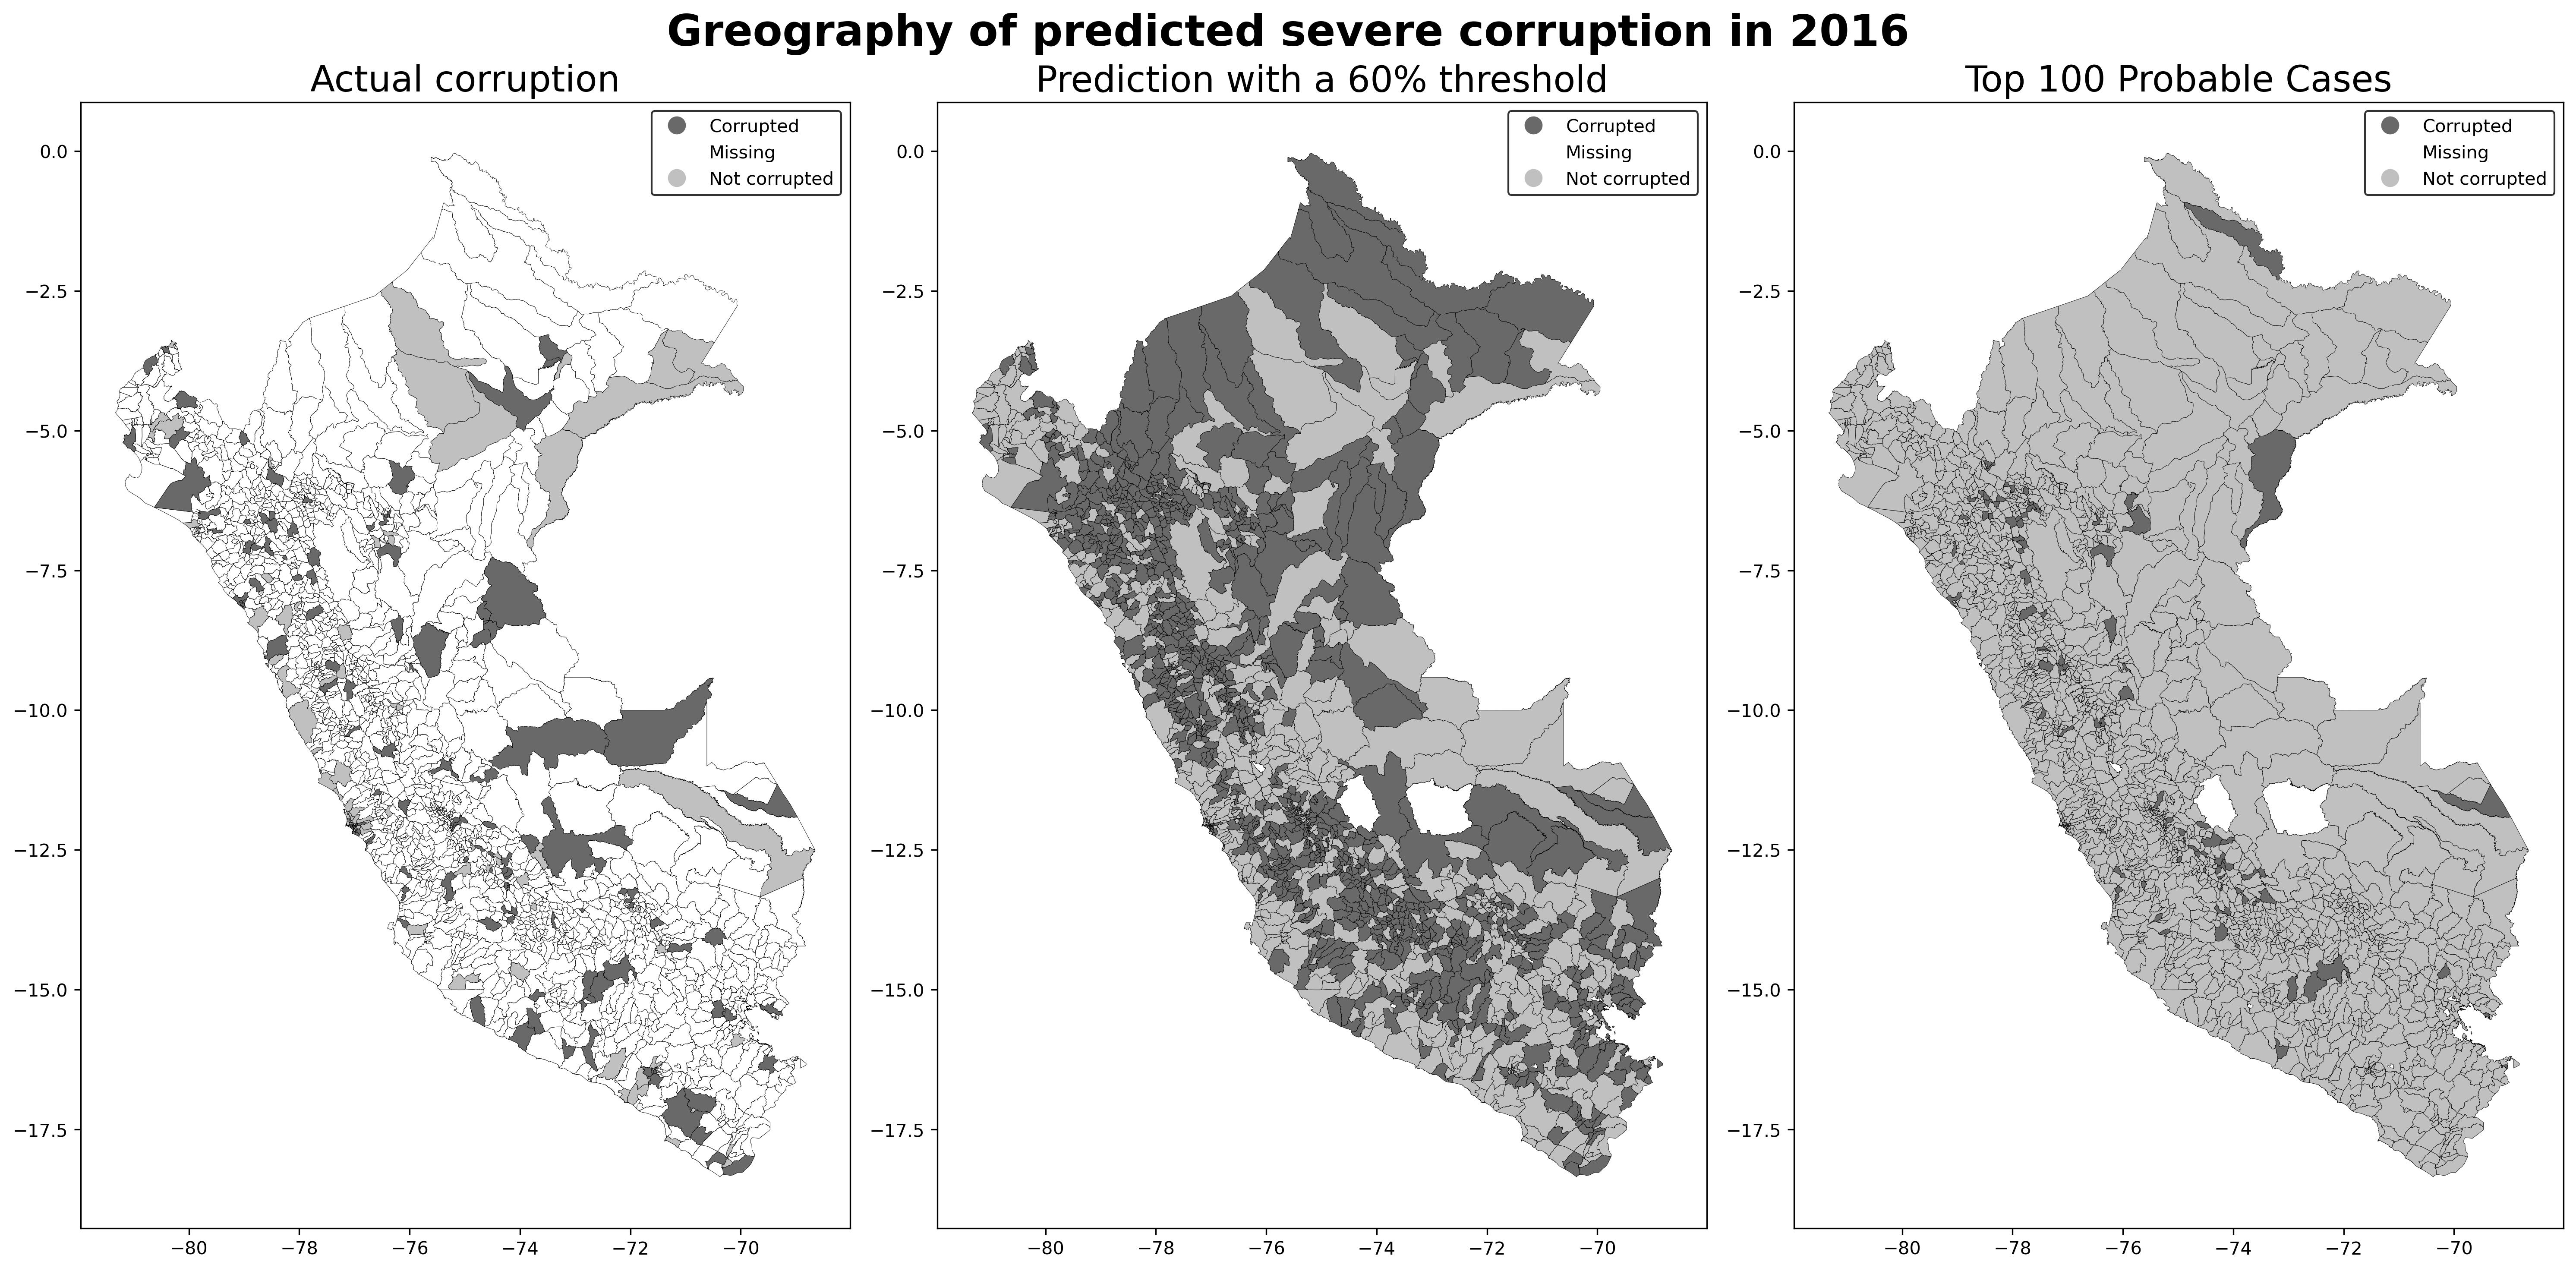 Greography of predicted severe corruption in 2016
Actual corruption
Corrupted
Missing
Not corrupted
0.0
−2.5
−5.0
−7.5
−10.0
−12.5
−15.0
−17.5
−80 −78 −76 −74 −72 −70
Prediction with a 60% threshold
Corrupted
Missing
Not corrupted
0.0
−2.5
−5.0
−7.5
−10.0
−12.5
−15.0
−17.5
−80 −78 −76 −74 −72 −70
Top 100 Probable Cases
Corrupted
Missing
Not corrupted
0.0
−2.5
−5.0
−7.5
−10.0
−12.5
−15.0
−17.5
−80 −78 −76 −74 −72 −70